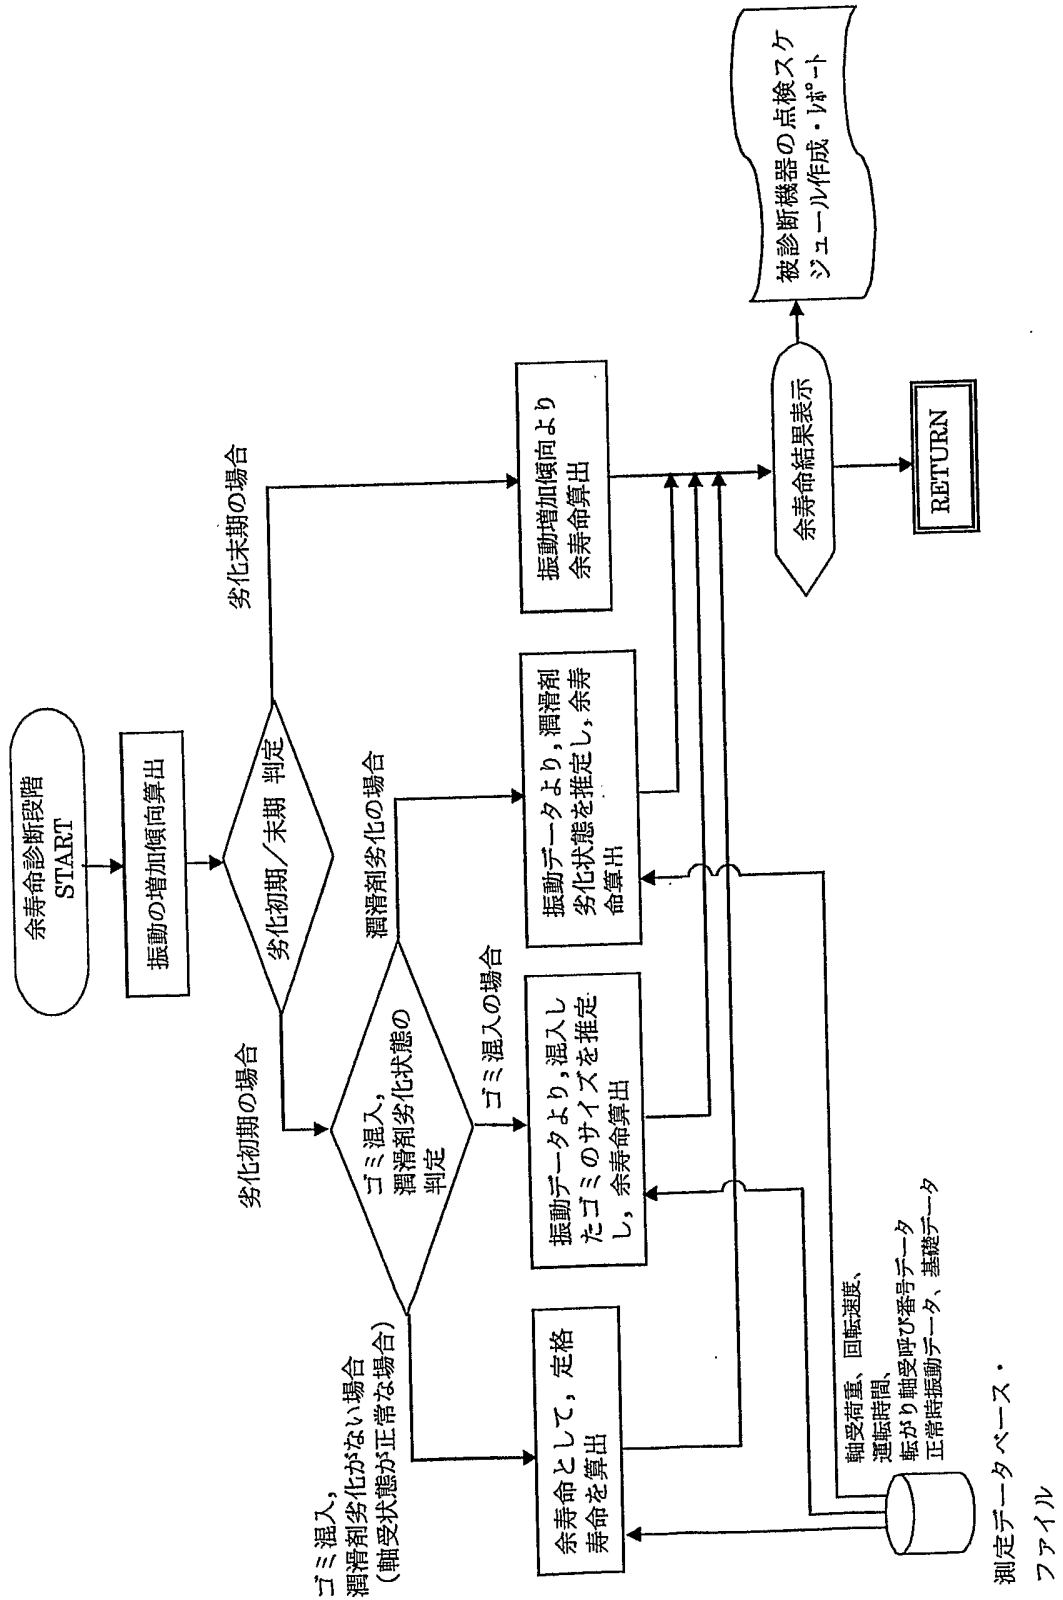 余寿命診断段階
START
振動の増加傾向算出
劣化初期／末期 判定
劣化初期の場合
劣化末期の場合
ゴミ混入，
潤滑剤劣化状態の
判定
ゴミ混入，
潤滑剤劣化がない場合
（軸受状態が正常な場合）
ゴミ混入の場合
潤滑剤劣化の場合
余寿命として，定格
寿命を算出
振動データより，混入し
たゴミのサイズを推定
し，余寿命算出
振動データより，潤滑剤
劣化状態を推定し，余寿
命算出
振動増加傾向より
余寿命算出
軸受荷重、回転速度、
運転時間、
転がり軸受呼び番号データ
正常時振動データ、基礎データ
測定データベース・
ファイル
余寿命結果表示
被診断機器の点検スケ
ジュール作成・レポート
RETURN